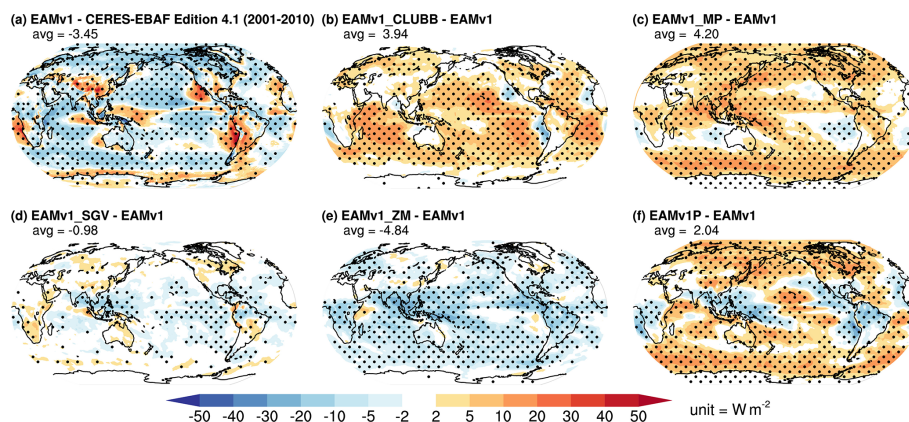 (a) EAMv1 - CERES-EBAF Edition 4.1 (2001-2010)
avg = -3.45
(b) EAMv1_CLUBB - EAMv1
avg = 3.94
(c) EAMv1_MP - EAMv1
avg = 4.20
(d) EAMv1_SGV - EAMv1
avg = -0.98
(e) EAMv1_ZM - EAMv1
avg = -4.84
(f) EAMv1P - EAMv1
avg = 2.04
-50 -40 -30 -20 -10 -5 -2 2 5 10 20 30 40 50
unit = W m-2